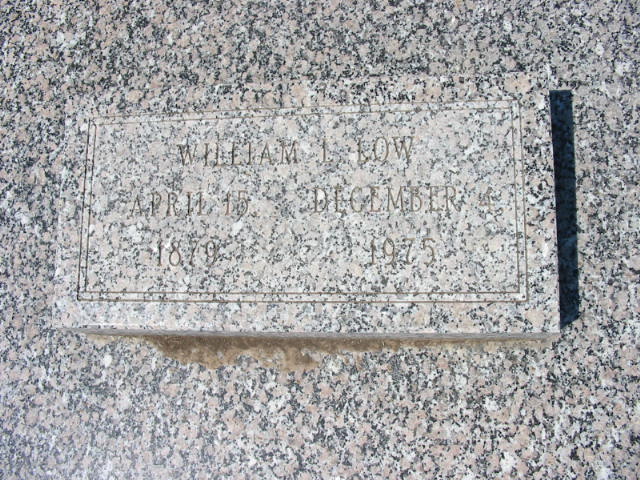 WILLIAM L. LOW
APRIL 15 DECEMBER 4
1879 1975